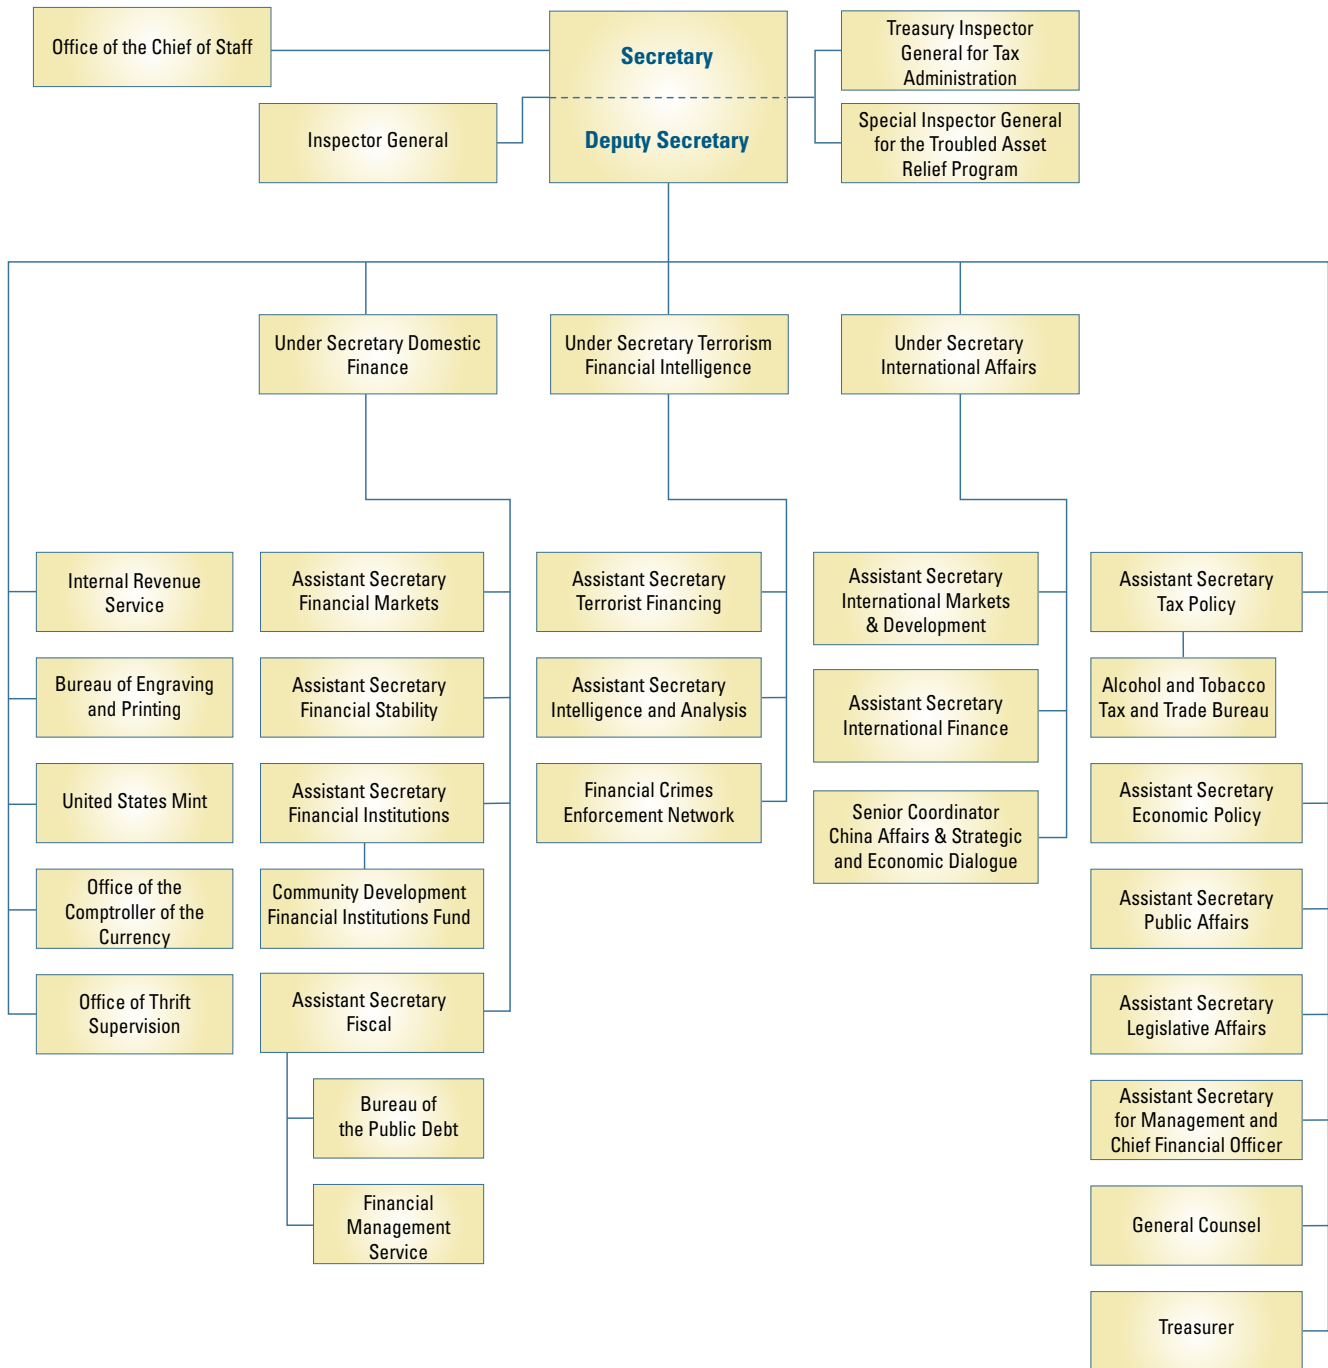 Office of the Chief of Staff
Secretary
Deputy Secretary
Treasury Inspector
General for Tax
Administration
Inspector General
Special Inspector General
for the Troubled Asset
Relief Program
Under Secretary Domestic
Finance
Under Secretary Terrorism
Financial Intelligence
Under Secretary
International Affairs
Internal Revenue
Service
Bureau of Engraving
and Printing
United States Mint
Office of the
Comptroller of the
Currency
Office of Thrift
Supervision
Assistant Secretary
Financial Markets
Assistant Secretary
Financial Stability
Assistant Secretary
Financial Institutions
Community Development
Financial Institutions Fund
Assistant Secretary
Fiscal
Bureau of
the Public Debt
Financial
Management
Service
Assistant Secretary
Terrorist Financing
Assistant Secretary
Intelligence and Analysis
Financial Crimes
Enforcement Network
Assistant Secretary
International Markets
& Development
Assistant Secretary
International Finance
Senior Coordinator
China Affairs & Strategic
and Economic Dialogue
Assistant Secretary
Tax Policy
Alcohol and Tobacco
Tax and Trade Bureau
Assistant Secretary
Economic Policy
Assistant Secretary
Public Affairs
Assistant Secretary
Legislative Affairs
Assistant Secretary
for Management and
Chief Financial Officer
General Counsel
Treasurer